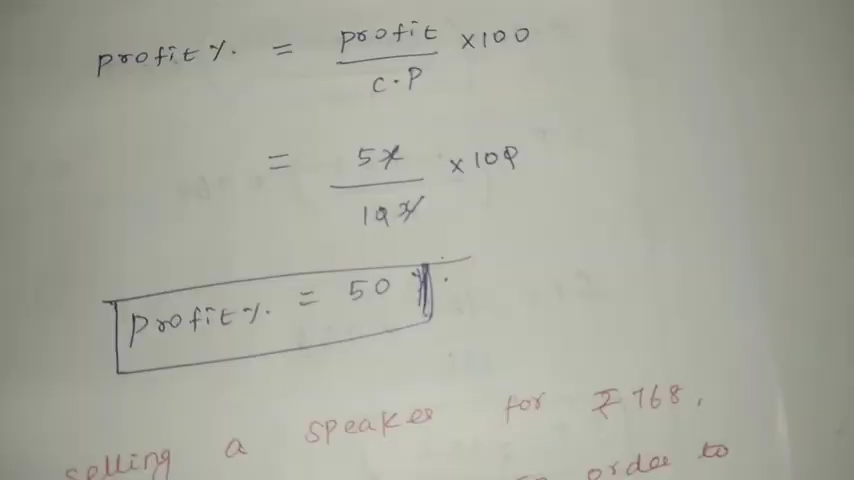 profit% = profit/C.P ×100
= 5x/10x ×100
profit% = 50 %.
selling a speaker for ₹768,
order to